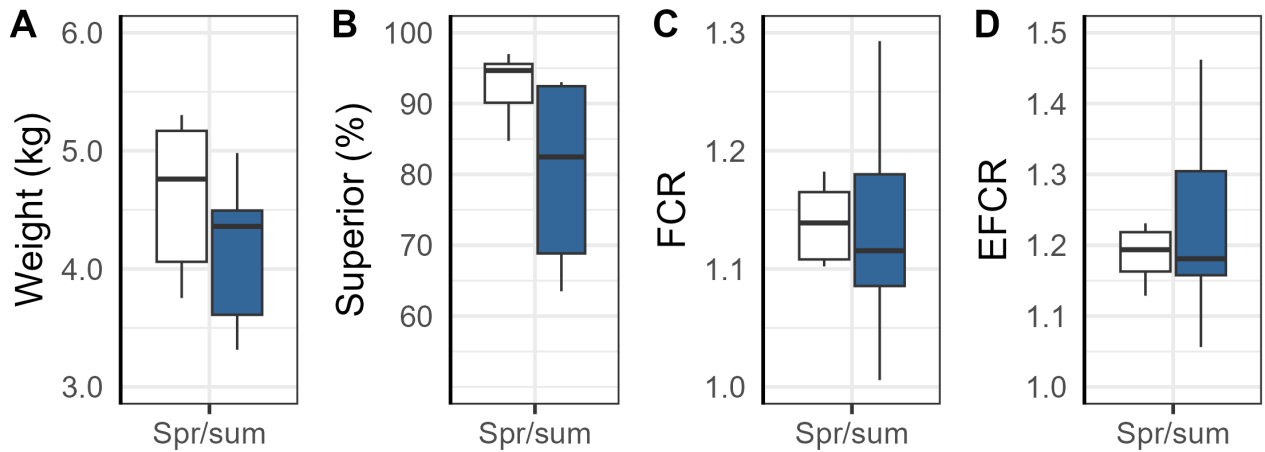 A
Weight (kg)
6.0
5.0
4.0
3.0
Spr/sum
B
Superior (%)
100
90
80
70
60
Spr/sum
C
FCR
1.3
1.2
1.1
1.0
Spr/sum
D
EFCR
1.5
1.4
1.3
1.2
1.1
1.0
Spr/sum